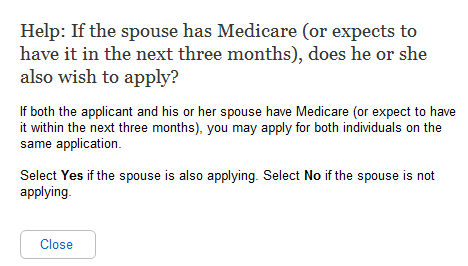 Help: If the spouse has Medicare (or expects to
have it in the next three months), does he or she
also wish to apply?
If both the applicant and his or her spouse have Medicare (or expect to have
it within the next three months), you may apply for both individuals on the
same application.
Select Yes if the spouse is also applying. Select No if the spouse is not
applying.
Close